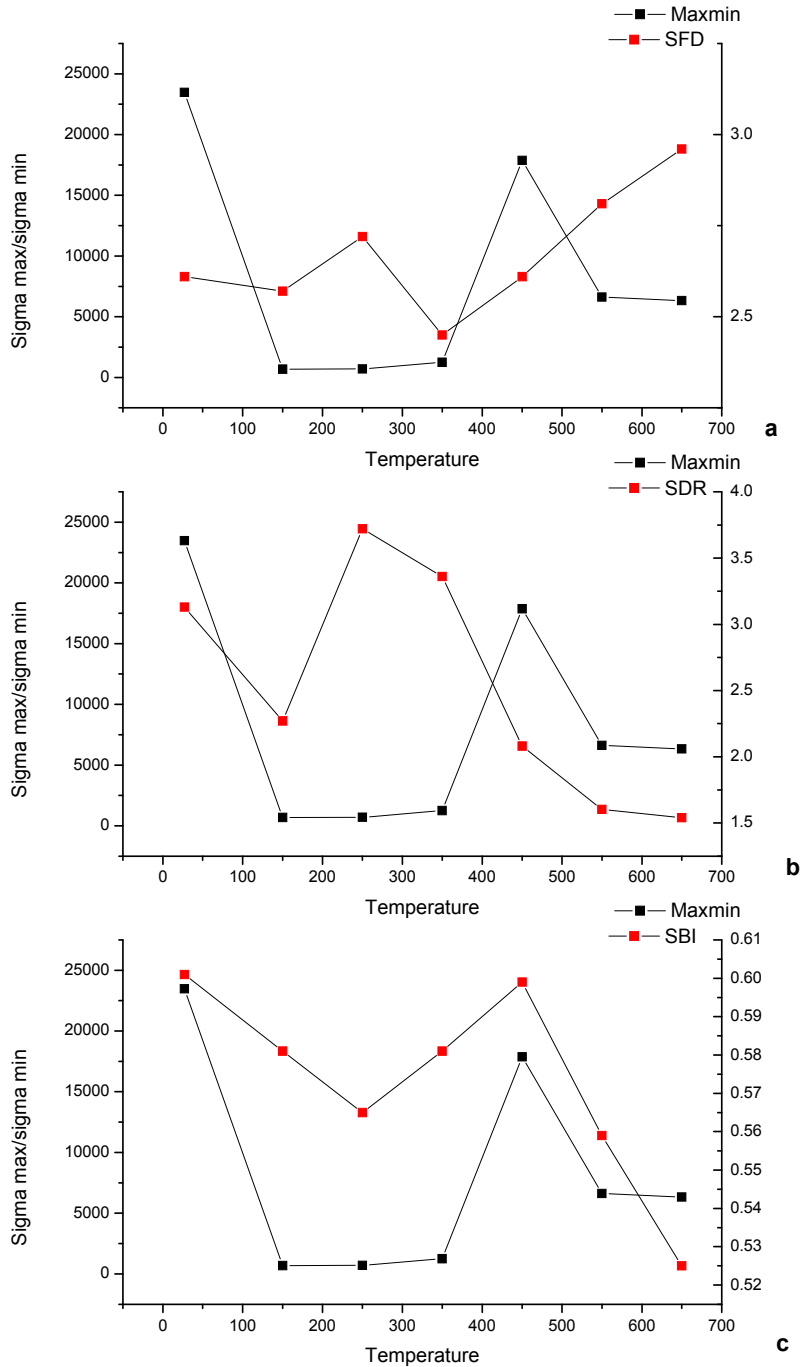 Maxmin
SFD
25000
20000
15000
10000
5000
0
3.0
2.5
Sigma max/sigma min
0 100 200 300 400 500 600 700
Temperature
a
Maxmin
SDR
25000
20000
15000
10000
5000
0
4.0
3.5
3.0
2.5
2.0
1.5
Sigma max/sigma min
0 100 200 300 400 500 600 700
Temperature
b
Maxmin
SBI
25000
20000
15000
10000
5000
0
0.61
0.60
0.59
0.58
0.57
0.56
0.55
0.54
0.53
0.52
Sigma max/sigma min
0 100 200 300 400 500 600 700
Temperature
c